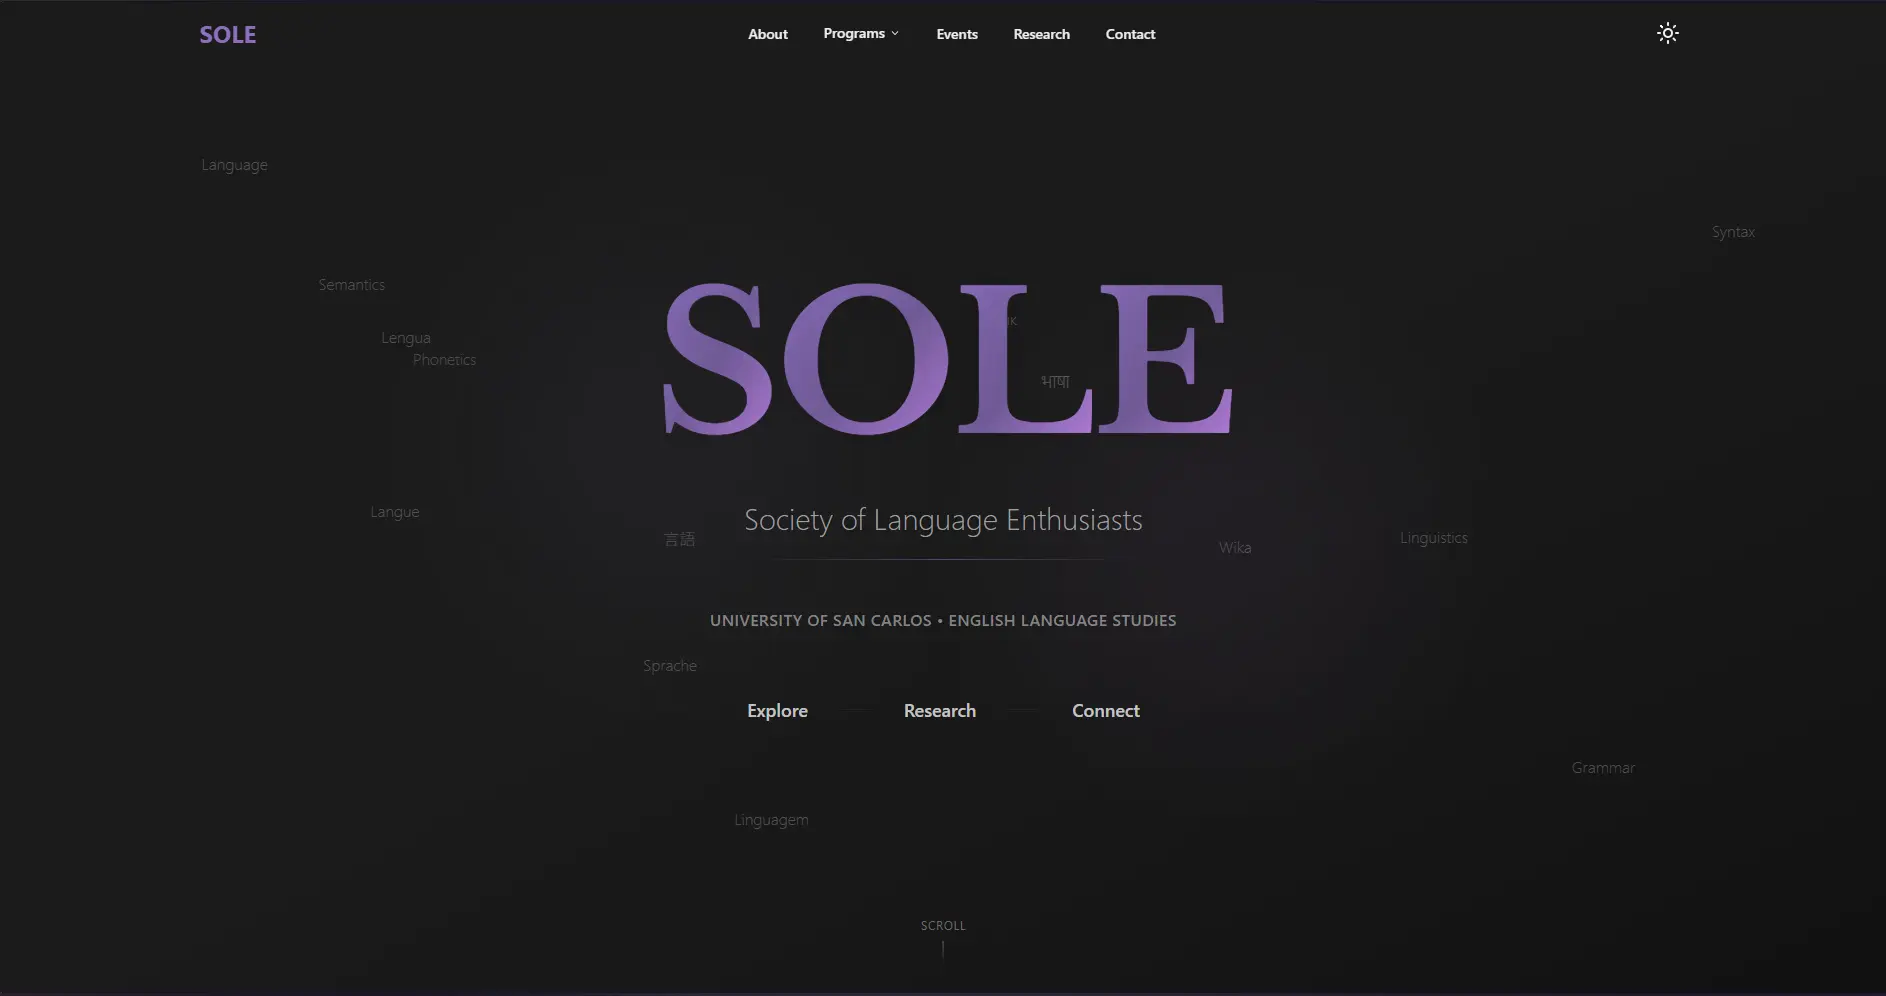 SOLE
About
Programs
Events
Research
Contact
Language
Syntax
Semantics
SOLE
Lengua
Phonetics
भाषा
Langue
Society of Language Enthusiasts
言語
Wika
Linguistics
UNIVERSITY OF SAN CARLOS • ENGLISH LANGUAGE STUDIES
Sprache
Explore
Research
Connect
Grammar
Linguagem
SCROLL